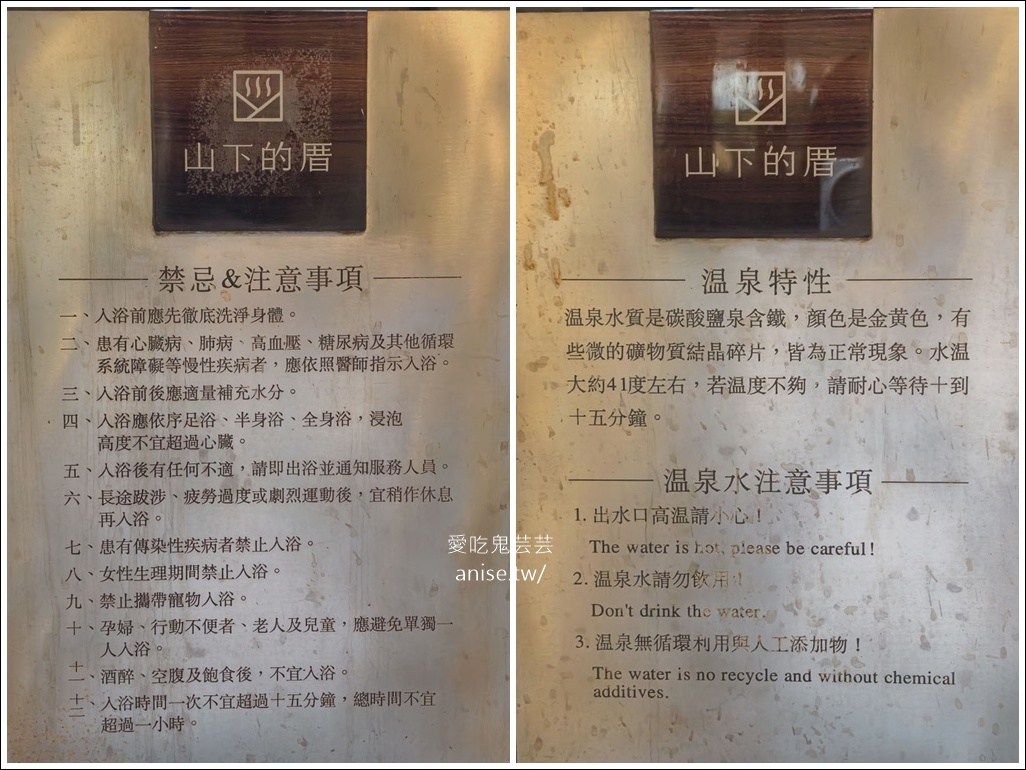 山下的厝
禁忌&注意事項
一、入浴前應先徹底洗淨身體。
二、患有心臟病、肺病、高血壓、糖尿病及其他循環
系統障礙等慢性疾病者，應依照醫師指示入浴。
三、入浴前後應適量補充水分。
四、入浴應依序足浴、半身浴、全身浴，浸泡
高度不宜超過心臟。
五、入浴後有任何不適，請即出浴並通知服務人員。
六、長途跋涉、疲勞過度或劇烈運動後，宜稍作休息
再入浴。
七、患有傳染性疾病者禁止入浴。
八、女性生理期間禁止入浴。
九、禁止攜帶寵物入浴。
十、孕婦、行動不便者、老人及兒童，應避免單獨一
人入浴。
十一、酒醉、空腹及飽食後，不宜入浴。
十二、入浴時間一次不宜超過十五分鐘，總時間不宜
超過一小時。
愛吃鬼芸芸
anise.tw/
山下的厝
温泉特性
温泉水質是碳酸鹽泉含鐵，顏色是金黃色，有
些微的礦物質結晶碎片，皆為正常現象。水温
大約41度左右，若温度不夠，請耐心等待十到
十五分鐘。
温泉水注意事項
1. 出水口高温請小心！
The water is hot, please be careful!
2. 温泉水請勿飲用！
Don't drink the water.
3. 温泉無循環利用與人工添加物！
The water is no recycle and without chemical
additives.